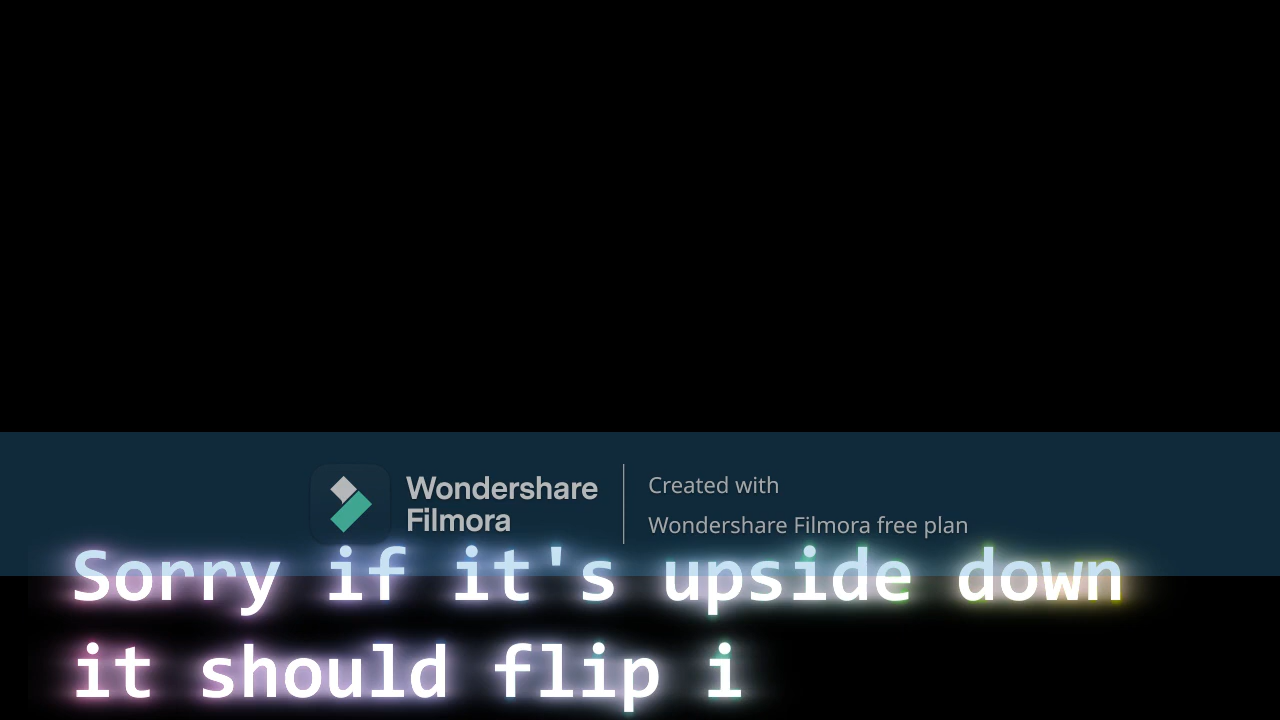 Wondershare
Filmora
Created with
Wondershare Filmora free plan
Sorry if it's upside down
it should flip i